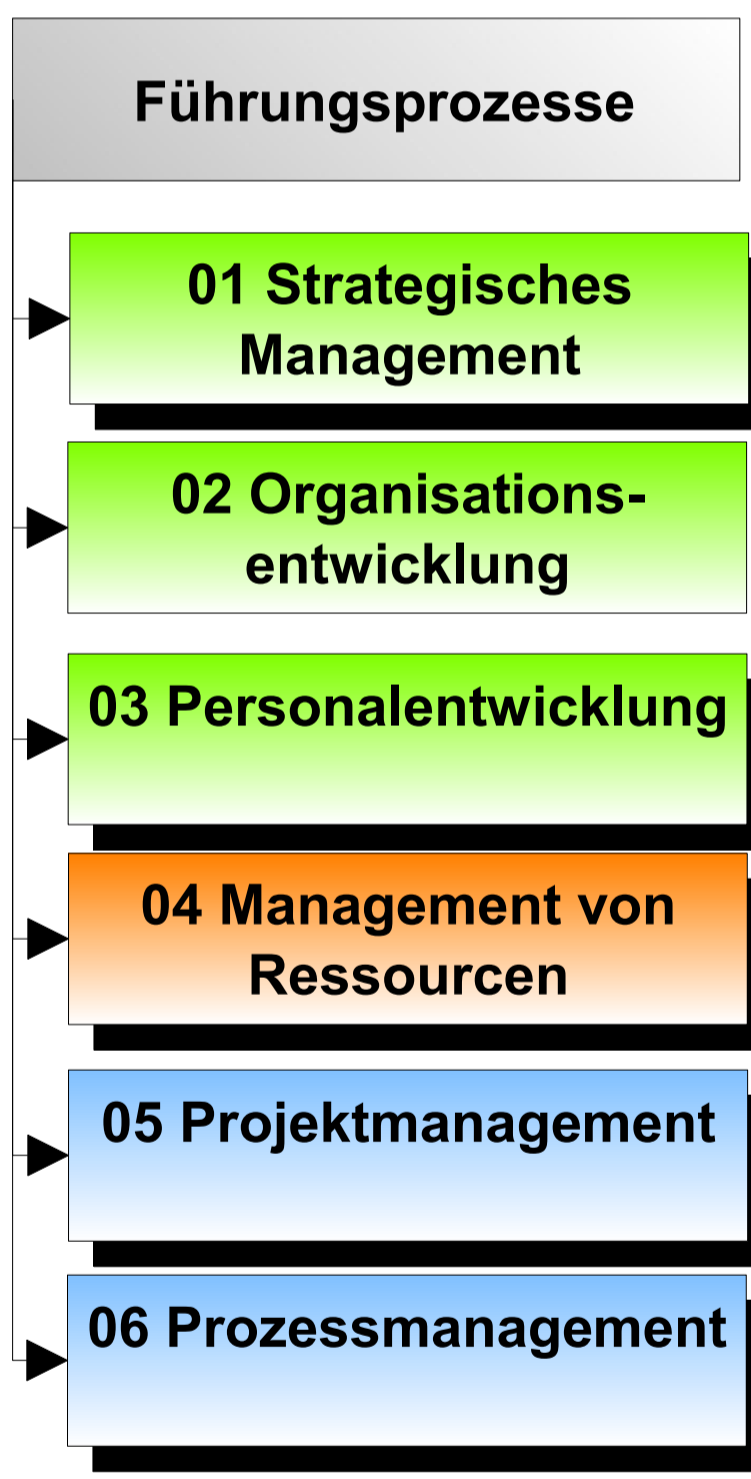 Führungsprozesse
01 Strategisches
Management
02 Organisations-
entwicklung
03 Personalentwicklung
04 Management von
Ressourcen
05 Projektmanagement
06 Prozessmanagement